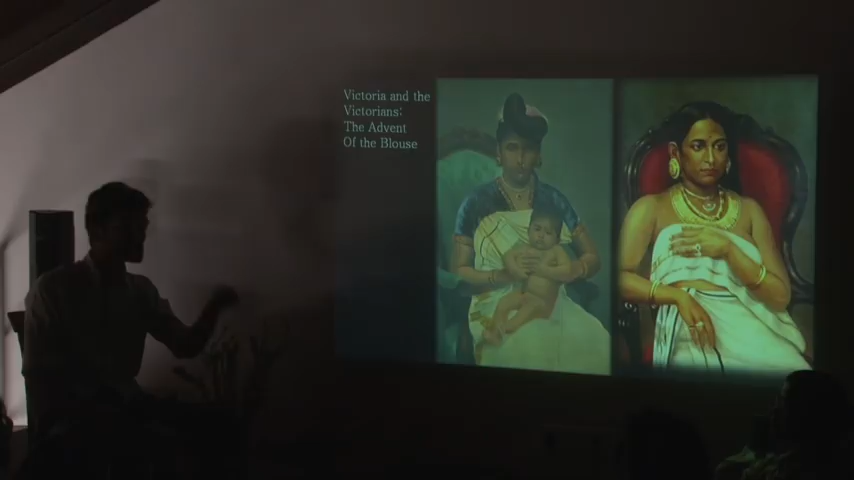 Victoria and the
Victorians:
The Advent
Of the Blouse